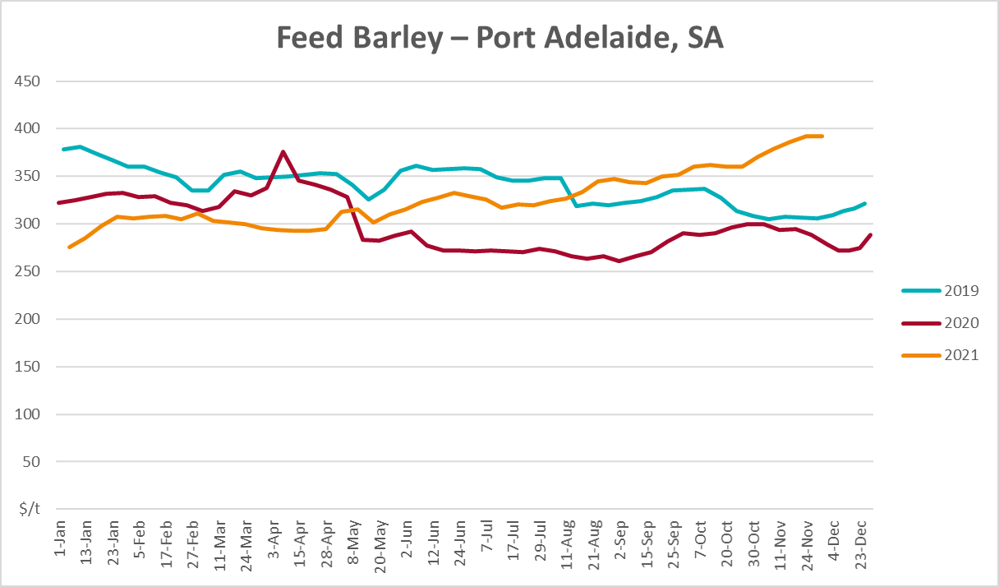 Feed Barley – Port Adelaide, SA
450
400
350
300
250
200
150
100
50
$/t
1-Jan
13-Jan
23-Jan
5-Feb
17-Feb
27-Feb
11-Mar
24-Mar
3-Apr
15-Apr
28-Apr
8-May
20-May
2-Jun
12-Jun
24-Jun
7-Jul
17-Jul
29-Jul
11-Aug
21-Aug
2-Sep
15-Sep
25-Sep
7-Oct
20-Oct
30-Oct
11-Nov
24-Nov
4-Dec
23-Dec
2019
2020
2021